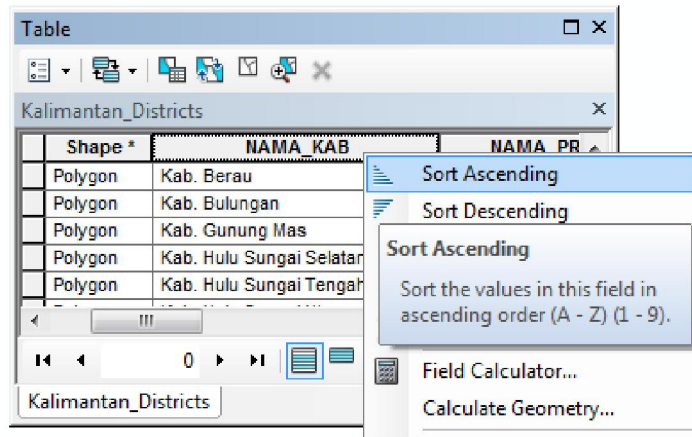 Table
Kalimantan_Districts
Shape * NAMA_KAB NAMA_PR
Polygon Kab. Berau
Polygon Kab. Bulungan
Polygon Kab. Gunung Mas
Polygon Kab. Hulu Sungai Selatan
Polygon Kab. Hulu Sungai Tengah
0
Kalimantan_Districts
Sort Ascending
Sort Descending
Sort Ascending
Sort the values in this field in
ascending order (A - Z) (1 - 9).
Field Calculator...
Calculate Geometry...